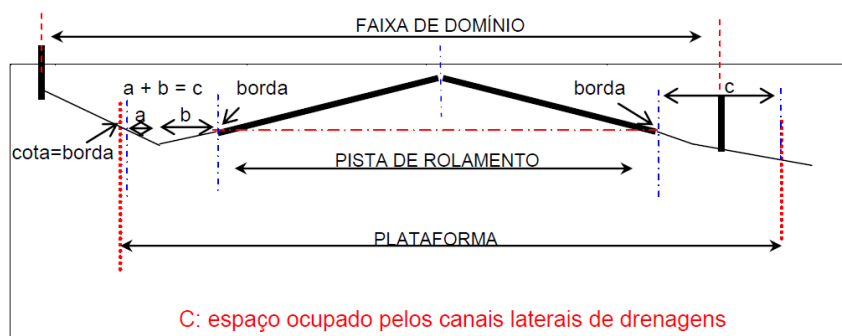 FAIXA DE DOMÍNIO
a + b = c
borda
borda
c
a
b
cota=borda
PISTA DE ROLAMENTO
PLATAFORMA
C: espaço ocupado pelos canais laterais de drenagens